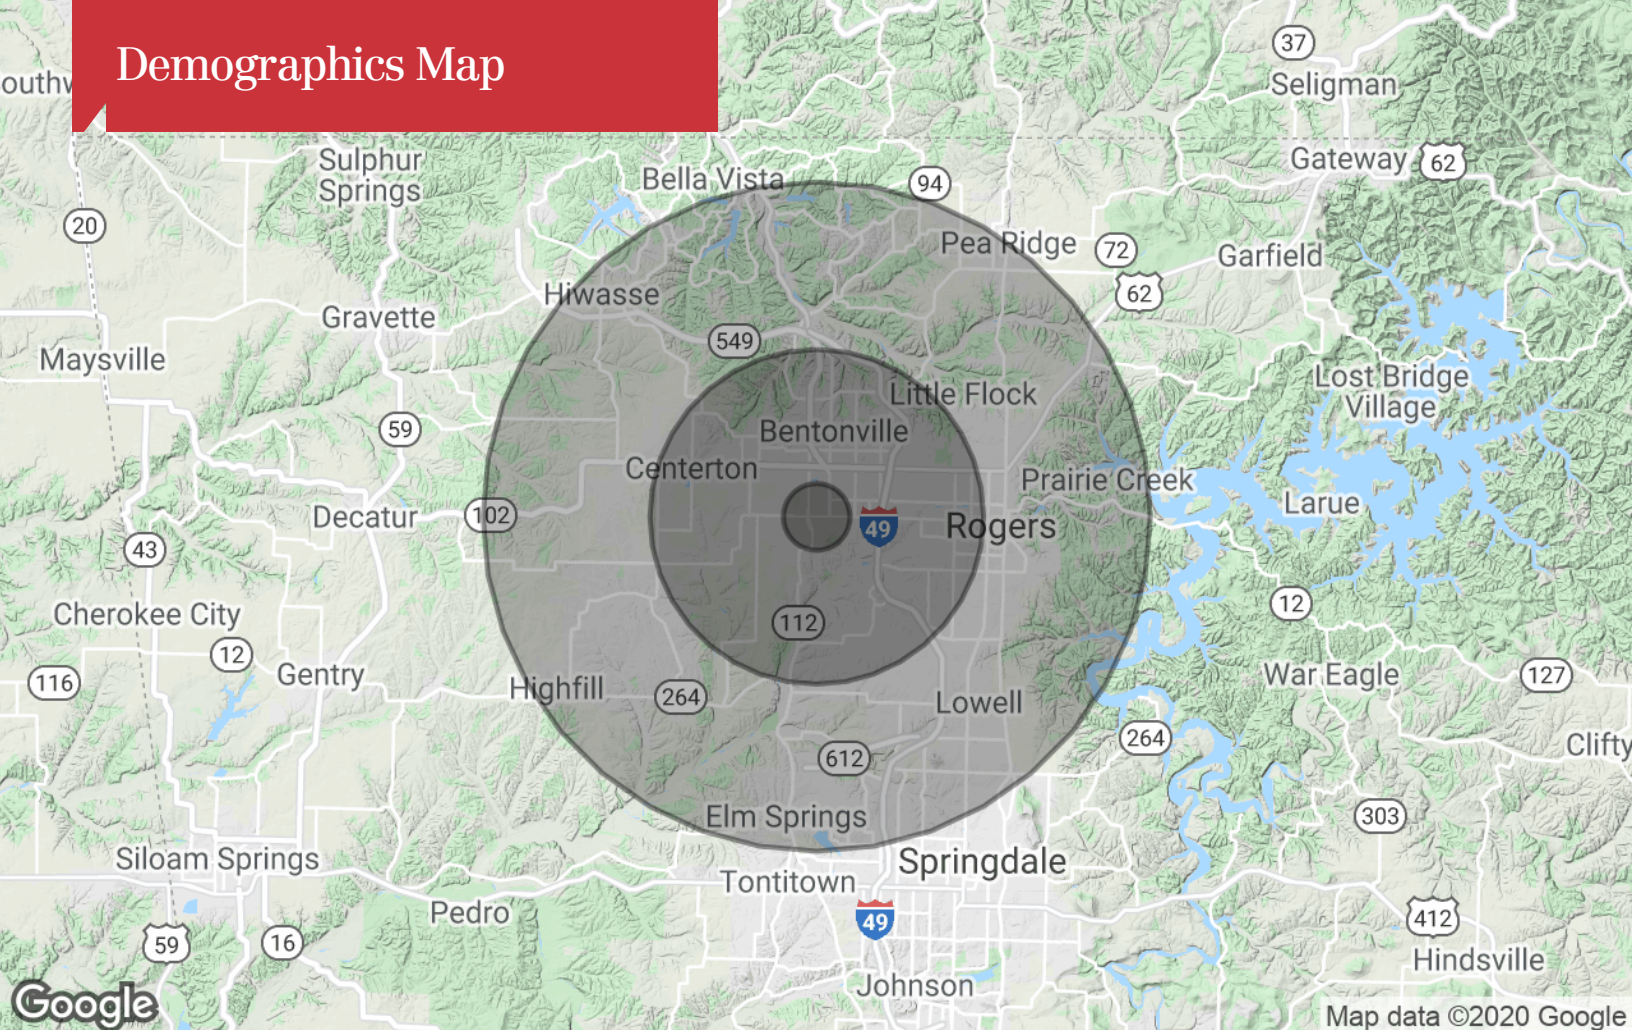 Demographics Map
37
Seligman
Sulphur
Springs
Bella Vista
94
Gateway
62
20
Pea Ridge
72
Garfield
62
Hiwasse
Gravette
549
Maysville
Little Flock
Lost Bridge
Village
59
Bentonville
Centerton
Prairie Creek
Larue
Decatur
102
49
Rogers
43
Cherokee City
112
12
12
116
Gentry
Highfill
264
Lowell
War Eagle
127
264
Clifty
612
Elm Springs
303
Siloam Springs
Springdale
Tontitown
Pedro
49
412
59
16
Hindsville
Johnson
Google
Map data ©2020 Google